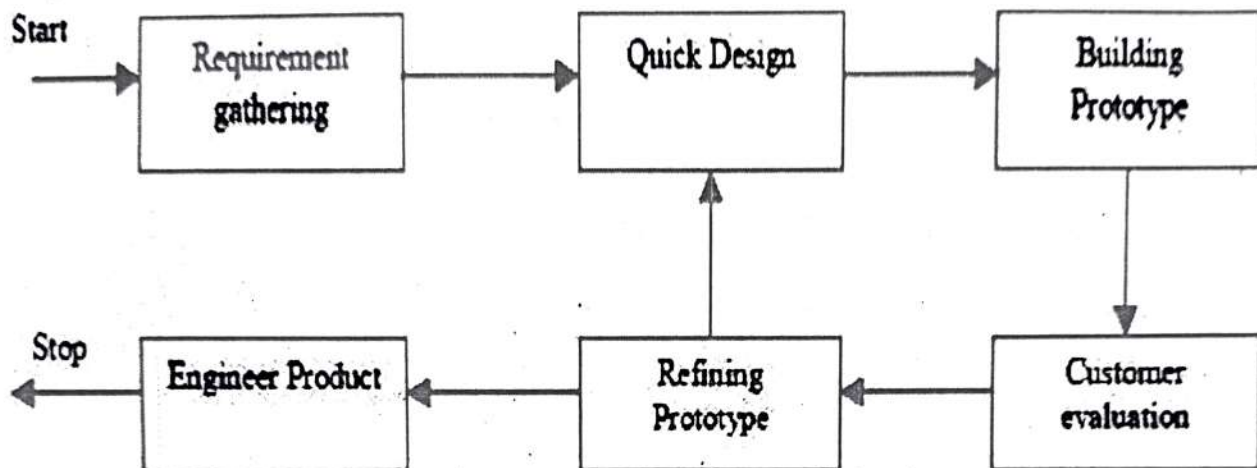 Start
Requirement
gathering
Quick Design
Building
Prototype
Stop
Engineer Product
Refining
Prototype
Customer
evaluation